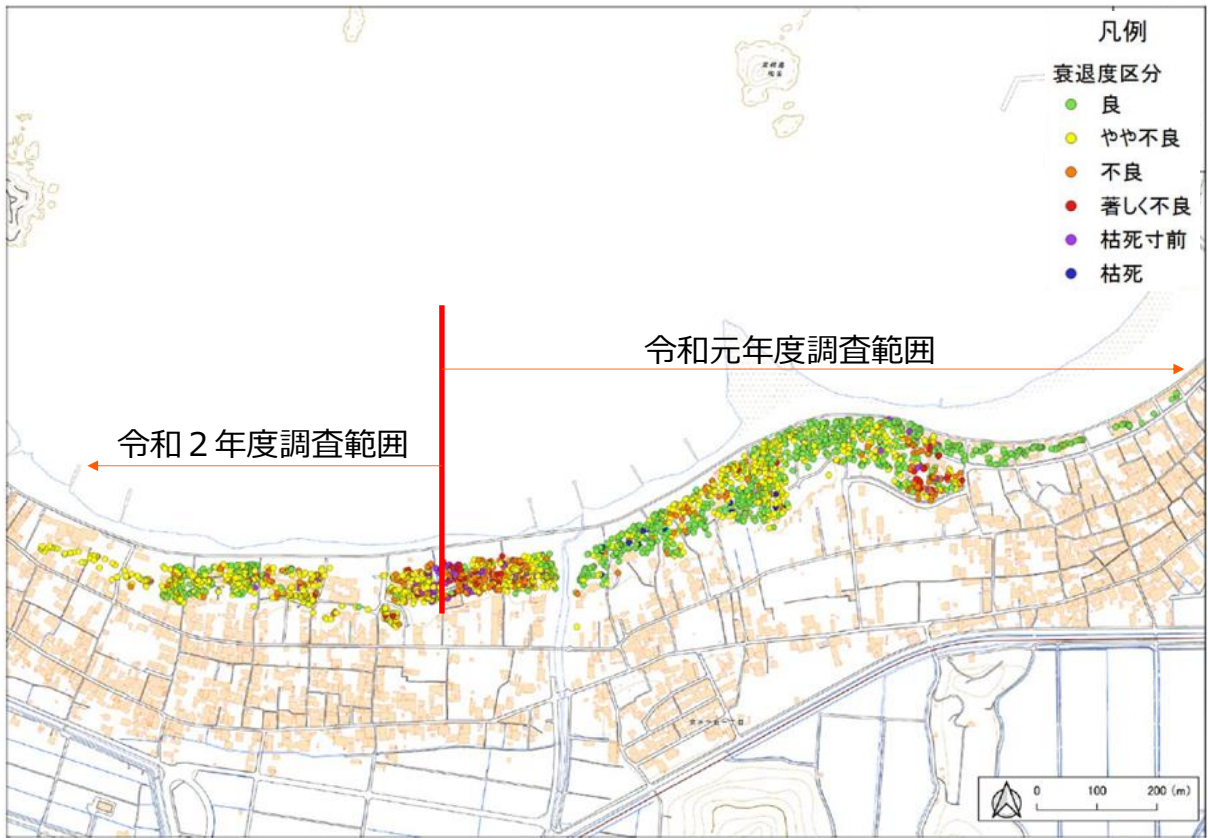 凡例
衰退度区分
良
やや不良
不良
著しく不良
枯死寸前
枯死
令和元年度調査範囲
令和２年度調査範囲
0 100 200 (m)